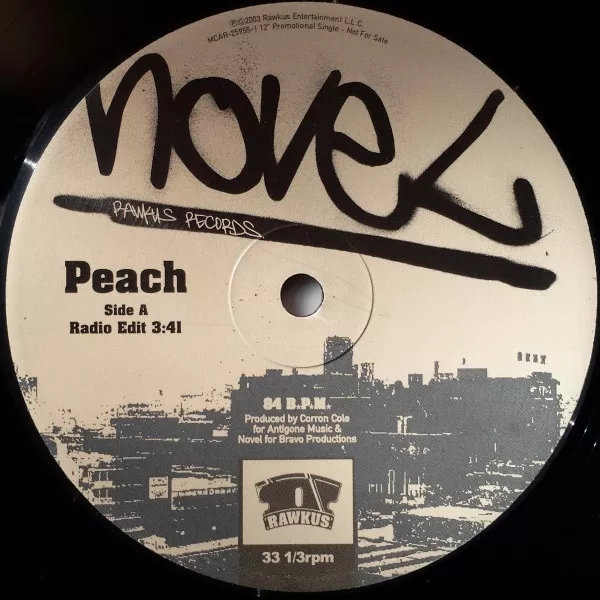 ℗©2003 Rawkus Entertainment L.L.C.
MCAR-25955-1 12" Promotional Single - Not For Sale
novel
RAWKUS RECORDS
Peach
Side A
Radio Edit 3:41
84 B.P.M.
Produced by Corron Cole
for Antigone Music &
Novel for Bravo Productions
RAWKUS
33 1/3rpm